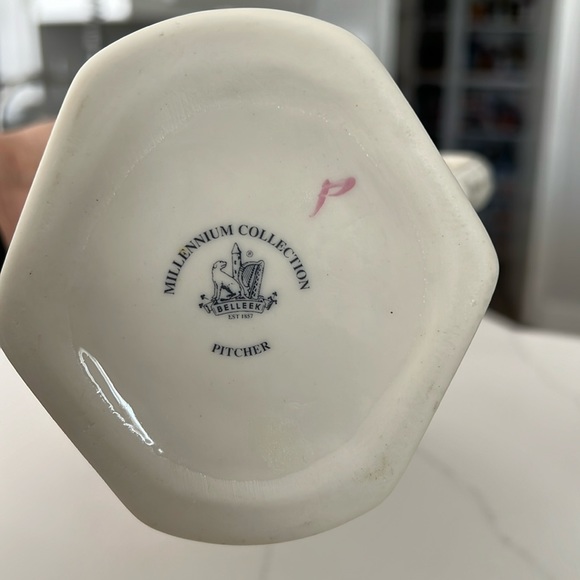 P
MILLENNIUM COLLECTION
®
BELLEEK
EST 1857
PITCHER